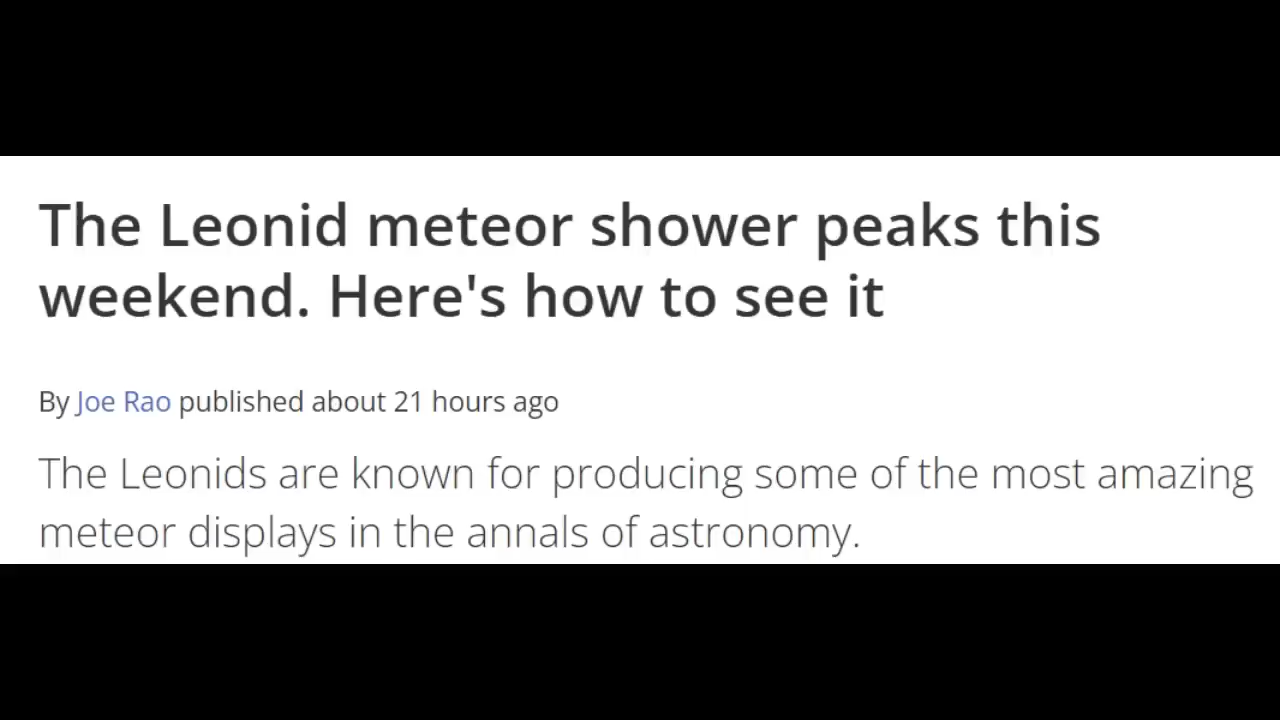 The Leonid meteor shower peaks this
weekend. Here's how to see it
By Joe Rao published about 21 hours ago
The Leonids are known for producing some of the most amazing
meteor displays in the annals of astronomy.